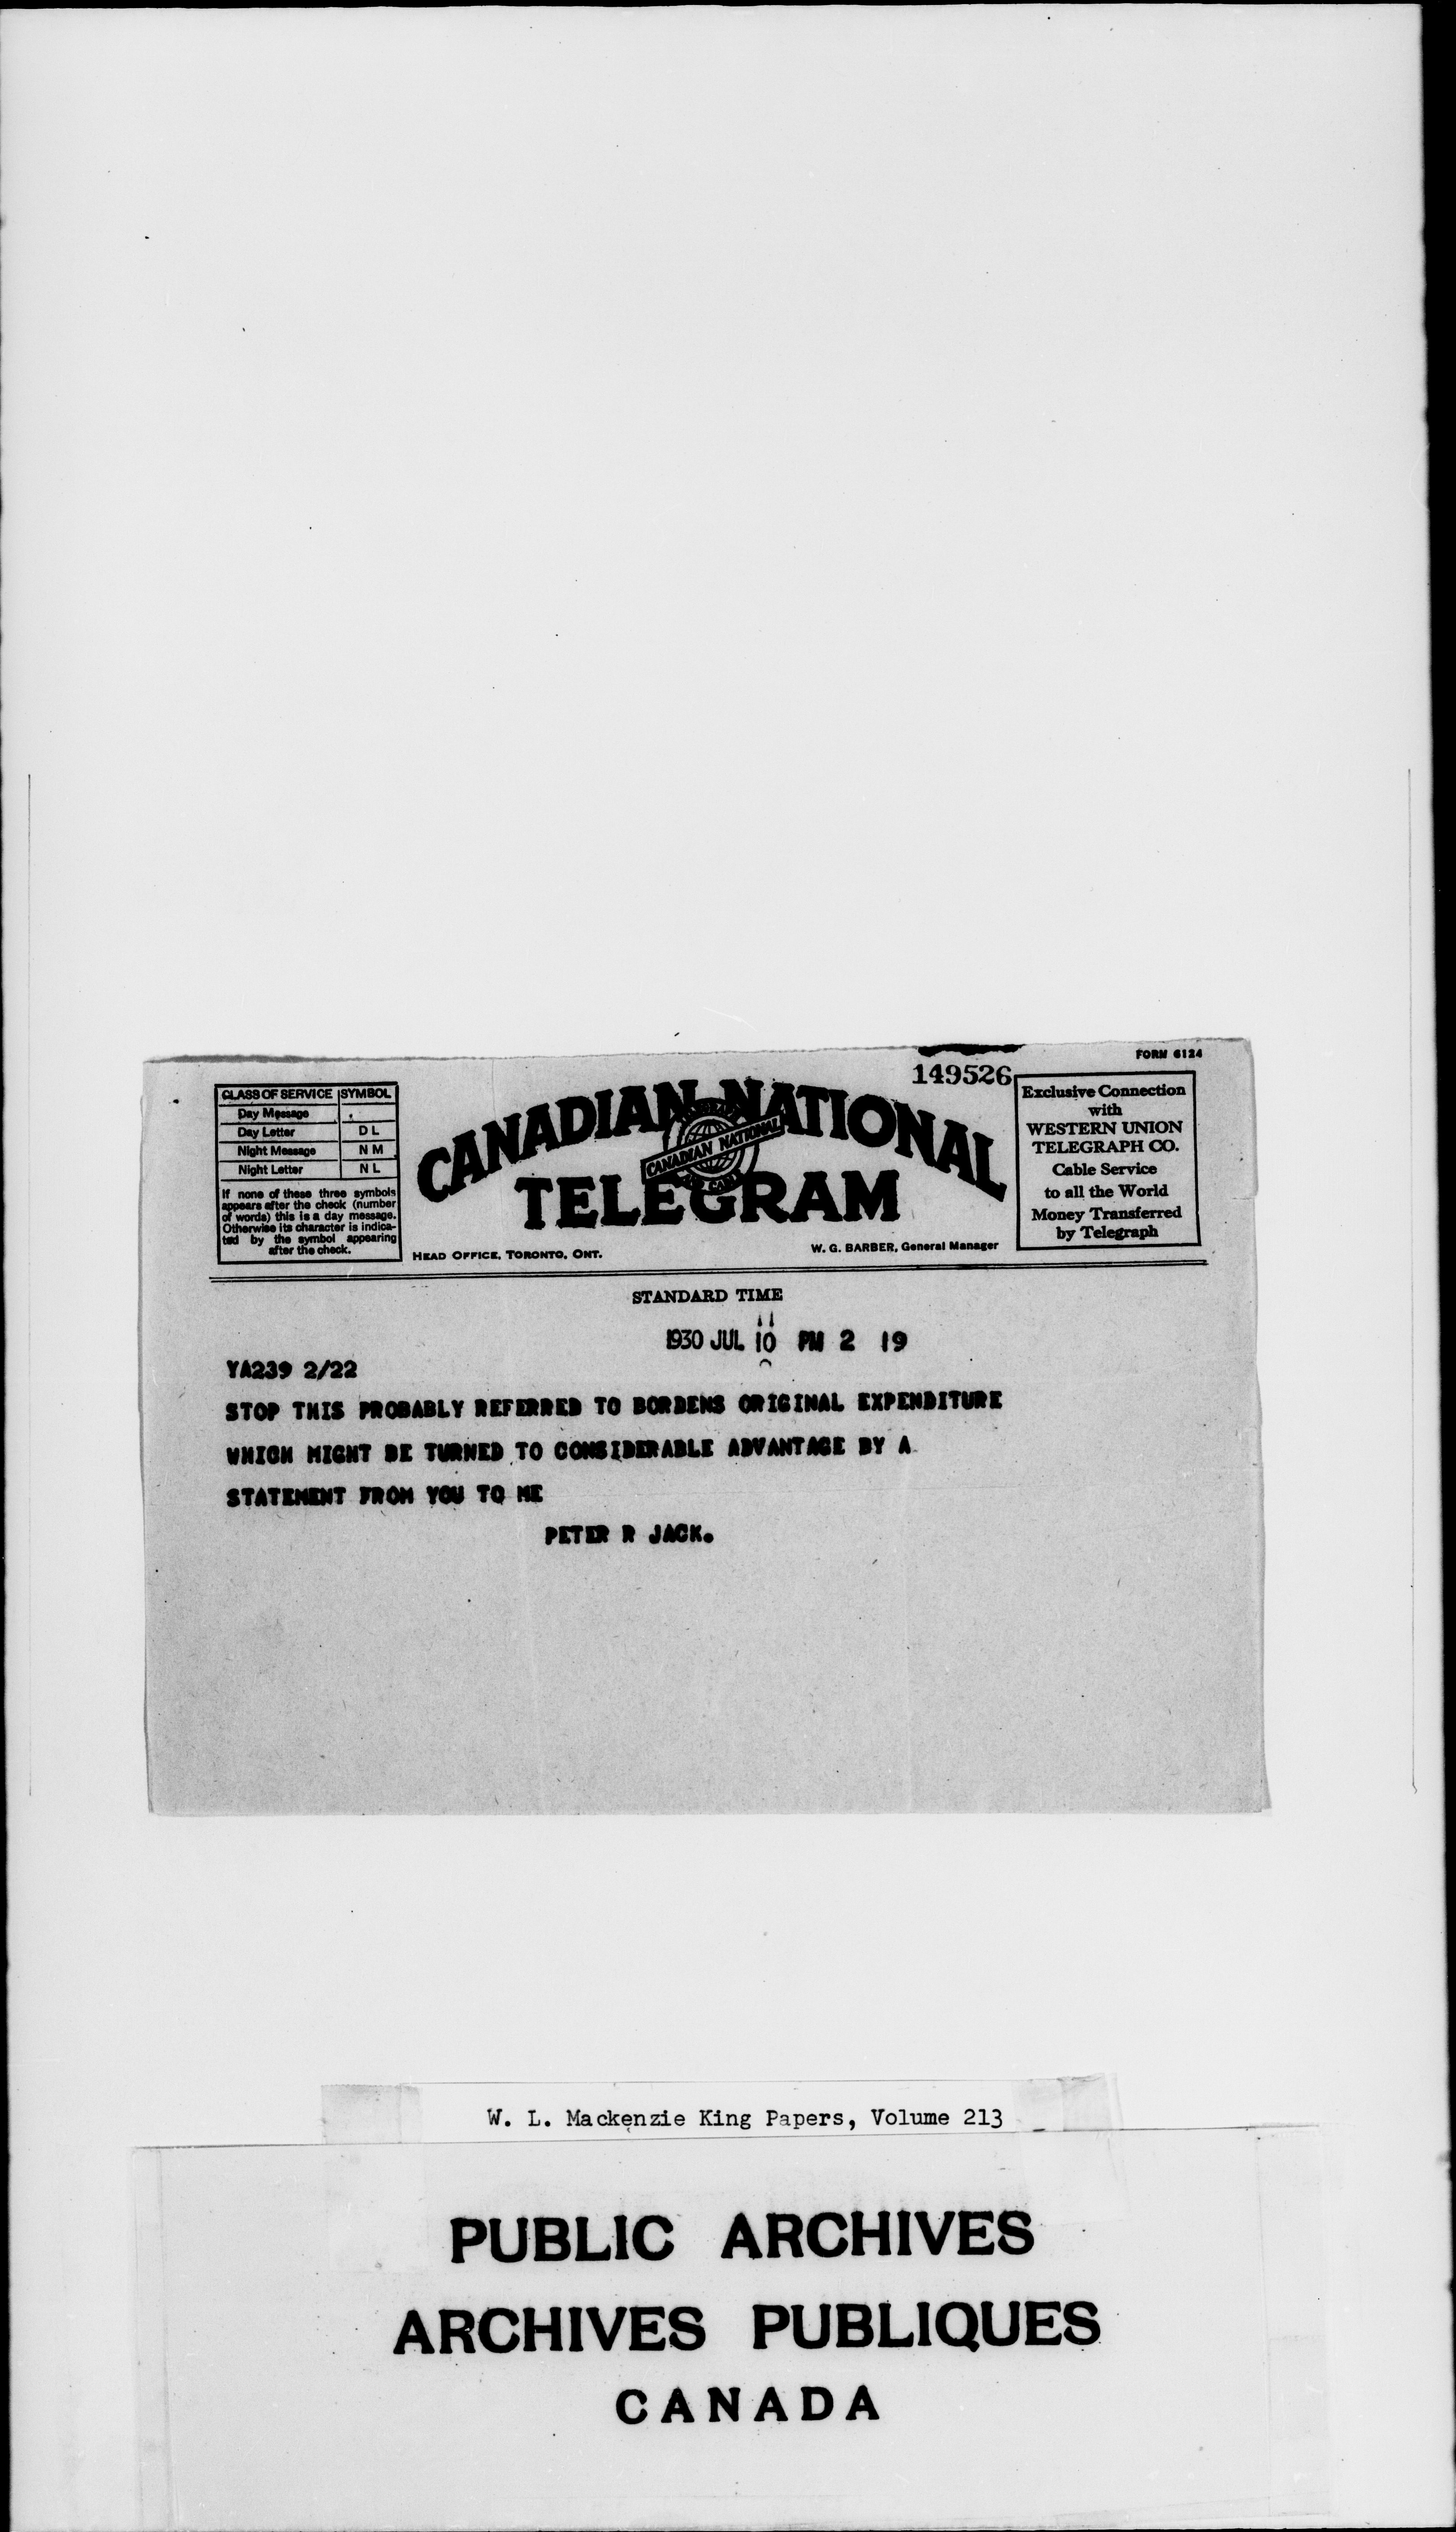 FORM 6124
149526
CLASS OF SERVICE SYMBOL
Day Message
Day Letter D L
Night Message N M
Night Letter N L
If none of these three symbols
appears after the check (number
of words) this is a day message.
Otherwise its character is indica-
ted by the symbol appearing
after the check.
CANADIAN NATIONAL
TELEGRAM
CANADIAN NATIONAL
HEAD OFFICE, TORONTO, ONT.
W. G. BARBER, General Manager
Exclusive Connection
with
WESTERN UNION
TELEGRAPH CO.
Cable Service
to all the World
Money Transferred
by Telegraph
STANDARD TIME
11
1930 JUL 10 PM 2 19
YA239 2/22
STOP THIS PROBABLY REFERRED TO BORDENS ORIGINAL EXPENDITURE
WHICH MIGHT BE TURNED TO CONSIDERABLE ADVANTAGE BY A
STATEMENT FROM YOU TO ME
PETER R JACK.
W. L. Mackenzie King Papers, Volume 213
PUBLIC ARCHIVES
ARCHIVES PUBLIQUES
CANADA